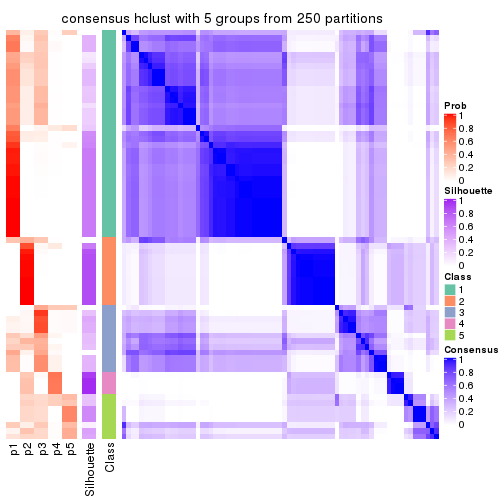 consensus hclust with 5 groups from 250 partitions
Prob
1
0.8
0.6
0.4
0.2
0
Silhouette
1
0.8
0.6
0.4
0.2
0
Class
1
2
3
4
5
Consensus
1
0.8
0.6
0.4
0.2
0
p1
p2
p3
p4
p5
Silhouette
Class